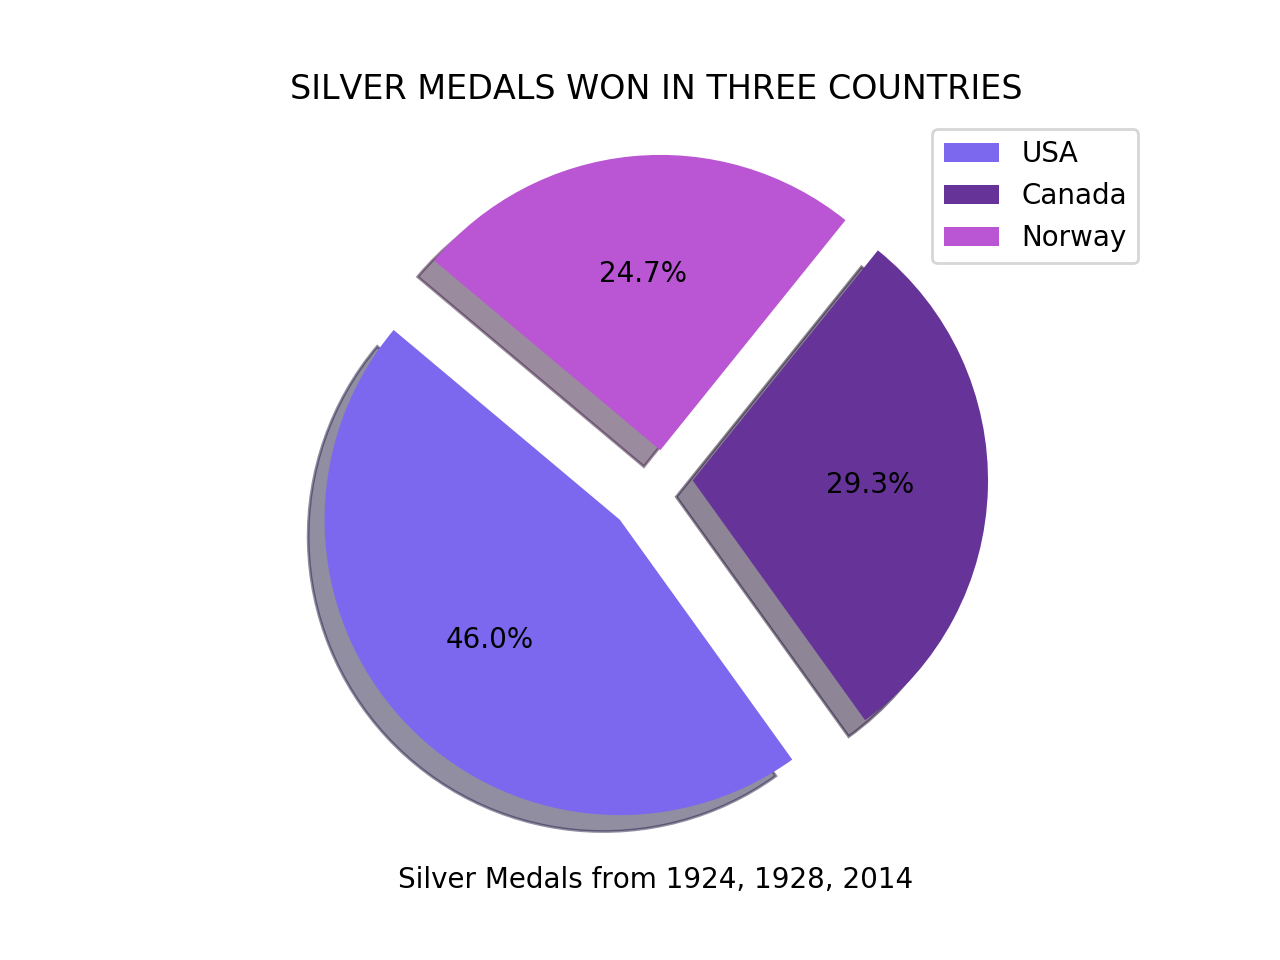 SILVER MEDALS WON IN THREE COUNTRIES
USA
Canada
Norway
24.7%
29.3%
46.0%
Silver Medals from 1924, 1928, 2014